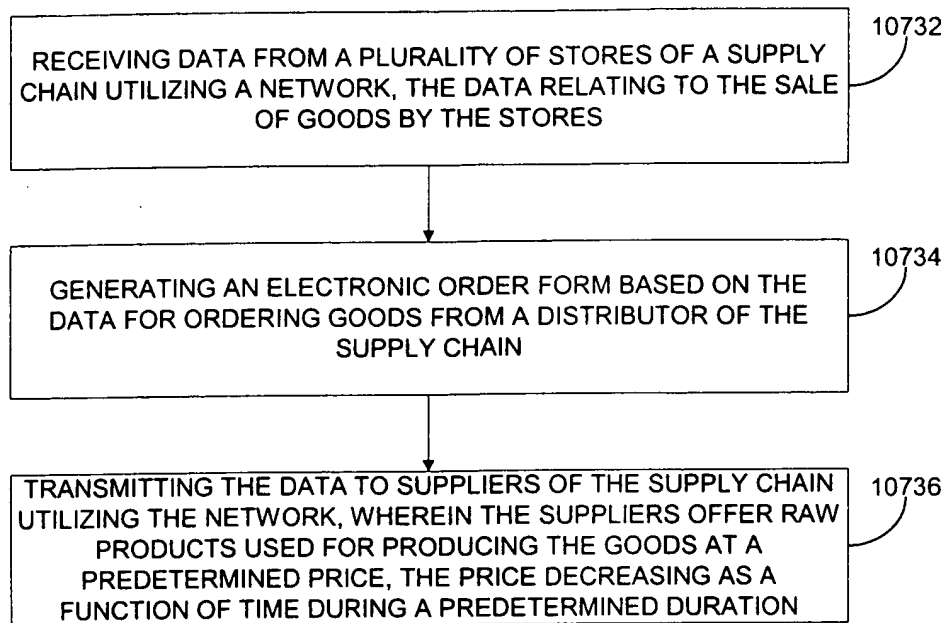 10732
RECEIVING DATA FROM A PLURALITY OF STORES OF A SUPPLY
CHAIN UTILIZING A NETWORK, THE DATA RELATING TO THE SALE
OF GOODS BY THE STORES
10734
GENERATING AN ELECTRONIC ORDER FORM BASED ON THE
DATA FOR ORDERING GOODS FROM A DISTRIBUTOR OF THE
SUPPLY CHAIN
10736
TRANSMITTING THE DATA TO SUPPLIERS OF THE SUPPLY CHAIN
UTILIZING THE NETWORK, WHEREIN THE SUPPLIERS OFFER RAW
PRODUCTS USED FOR PRODUCING THE GOODS AT A
PREDETERMINED PRICE, THE PRICE DECREASING AS A
FUNCTION OF TIME DURING A PREDETERMINED DURATION